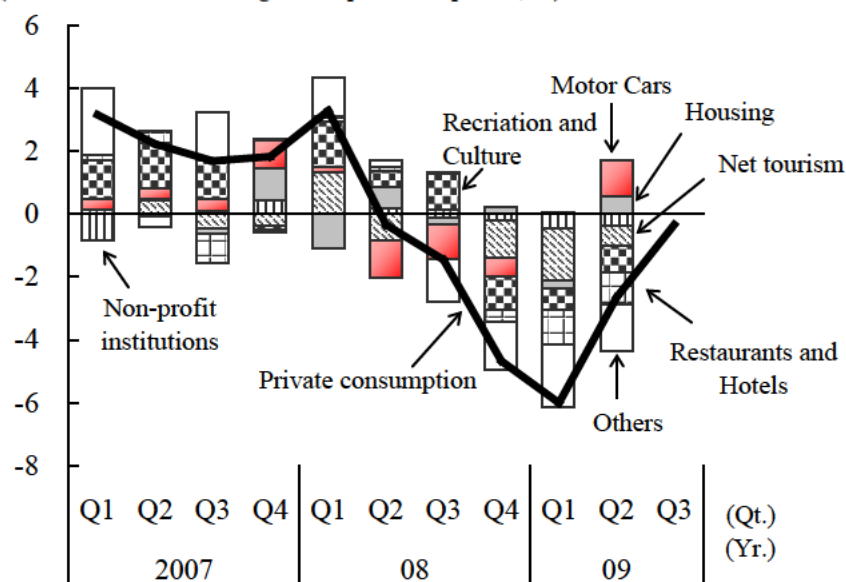 6
4
2
0
-2
-4
-6
-8
Motor Cars
Housing
Recriation and
Culture
Net tourism
Non-profit
institutions
Private consumption
Restaurants and
Hotels
Others
Q1 Q2 Q3 Q4 Q1 Q2 Q3 Q4 Q1 Q2 Q3 (Qt.)
(Yr.)
2007 08 09